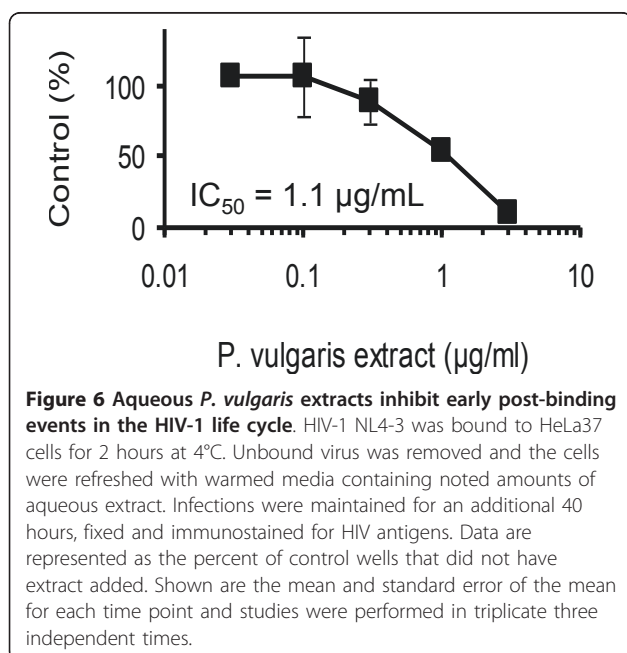 Control (%)
100
50
0
IC50 = 1.1 µg/mL
0.01 0.1 1 10
P. vulgaris extract (µg/ml)
Figure 6 Aqueous P. vulgaris extracts inhibit early post-binding
events in the HIV-1 life cycle. HIV-1 NL4-3 was bound to HeLa37
cells for 2 hours at 4°C. Unbound virus was removed and the cells
were refreshed with warmed media containing noted amounts of
aqueous extract. Infections were maintained for an additional 40
hours, fixed and immunostained for HIV antigens. Data are
represented as the percent of control wells that did not have
extract added. Shown are the mean and standard error of the mean
for each time point and studies were performed in triplicate three
independent times.